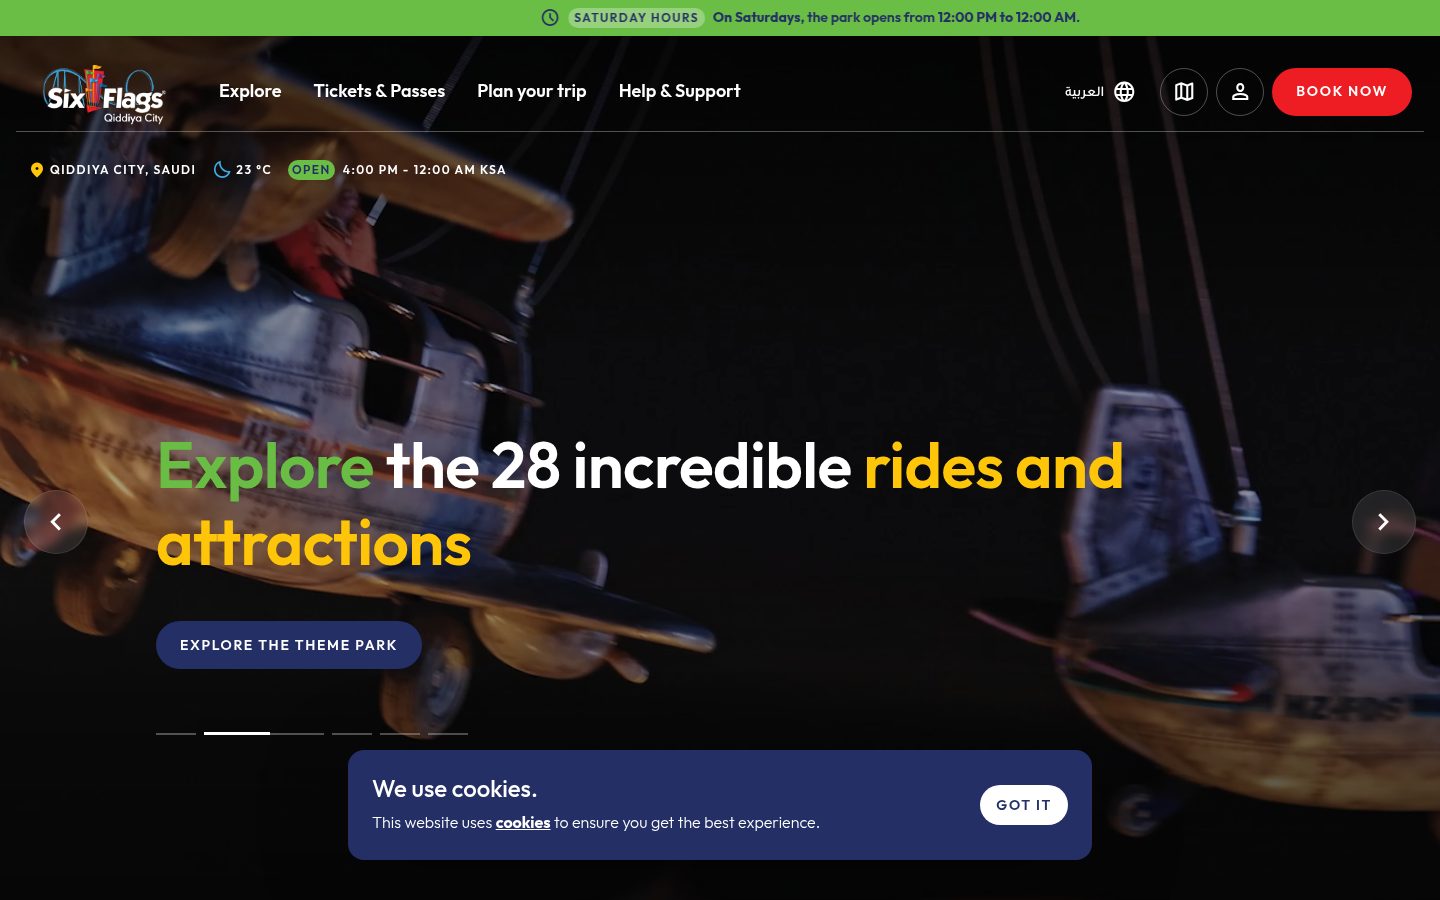 SATURDAY HOURS On Saturdays, the park opens from 12:00 PM to 12:00 AM.
Six Flags
Qiddiya City
Explore Tickets & Passes Plan your trip Help & Support العربية BOOK NOW
QIDDIYA CITY, SAUDI 23 °C OPEN 4:00 PM - 12:00 AM KSA
Explore the 28 incredible rides and
attractions
EXPLORE THE THEME PARK
We use cookies.
This website uses cookies to ensure you get the best experience.
GOT IT